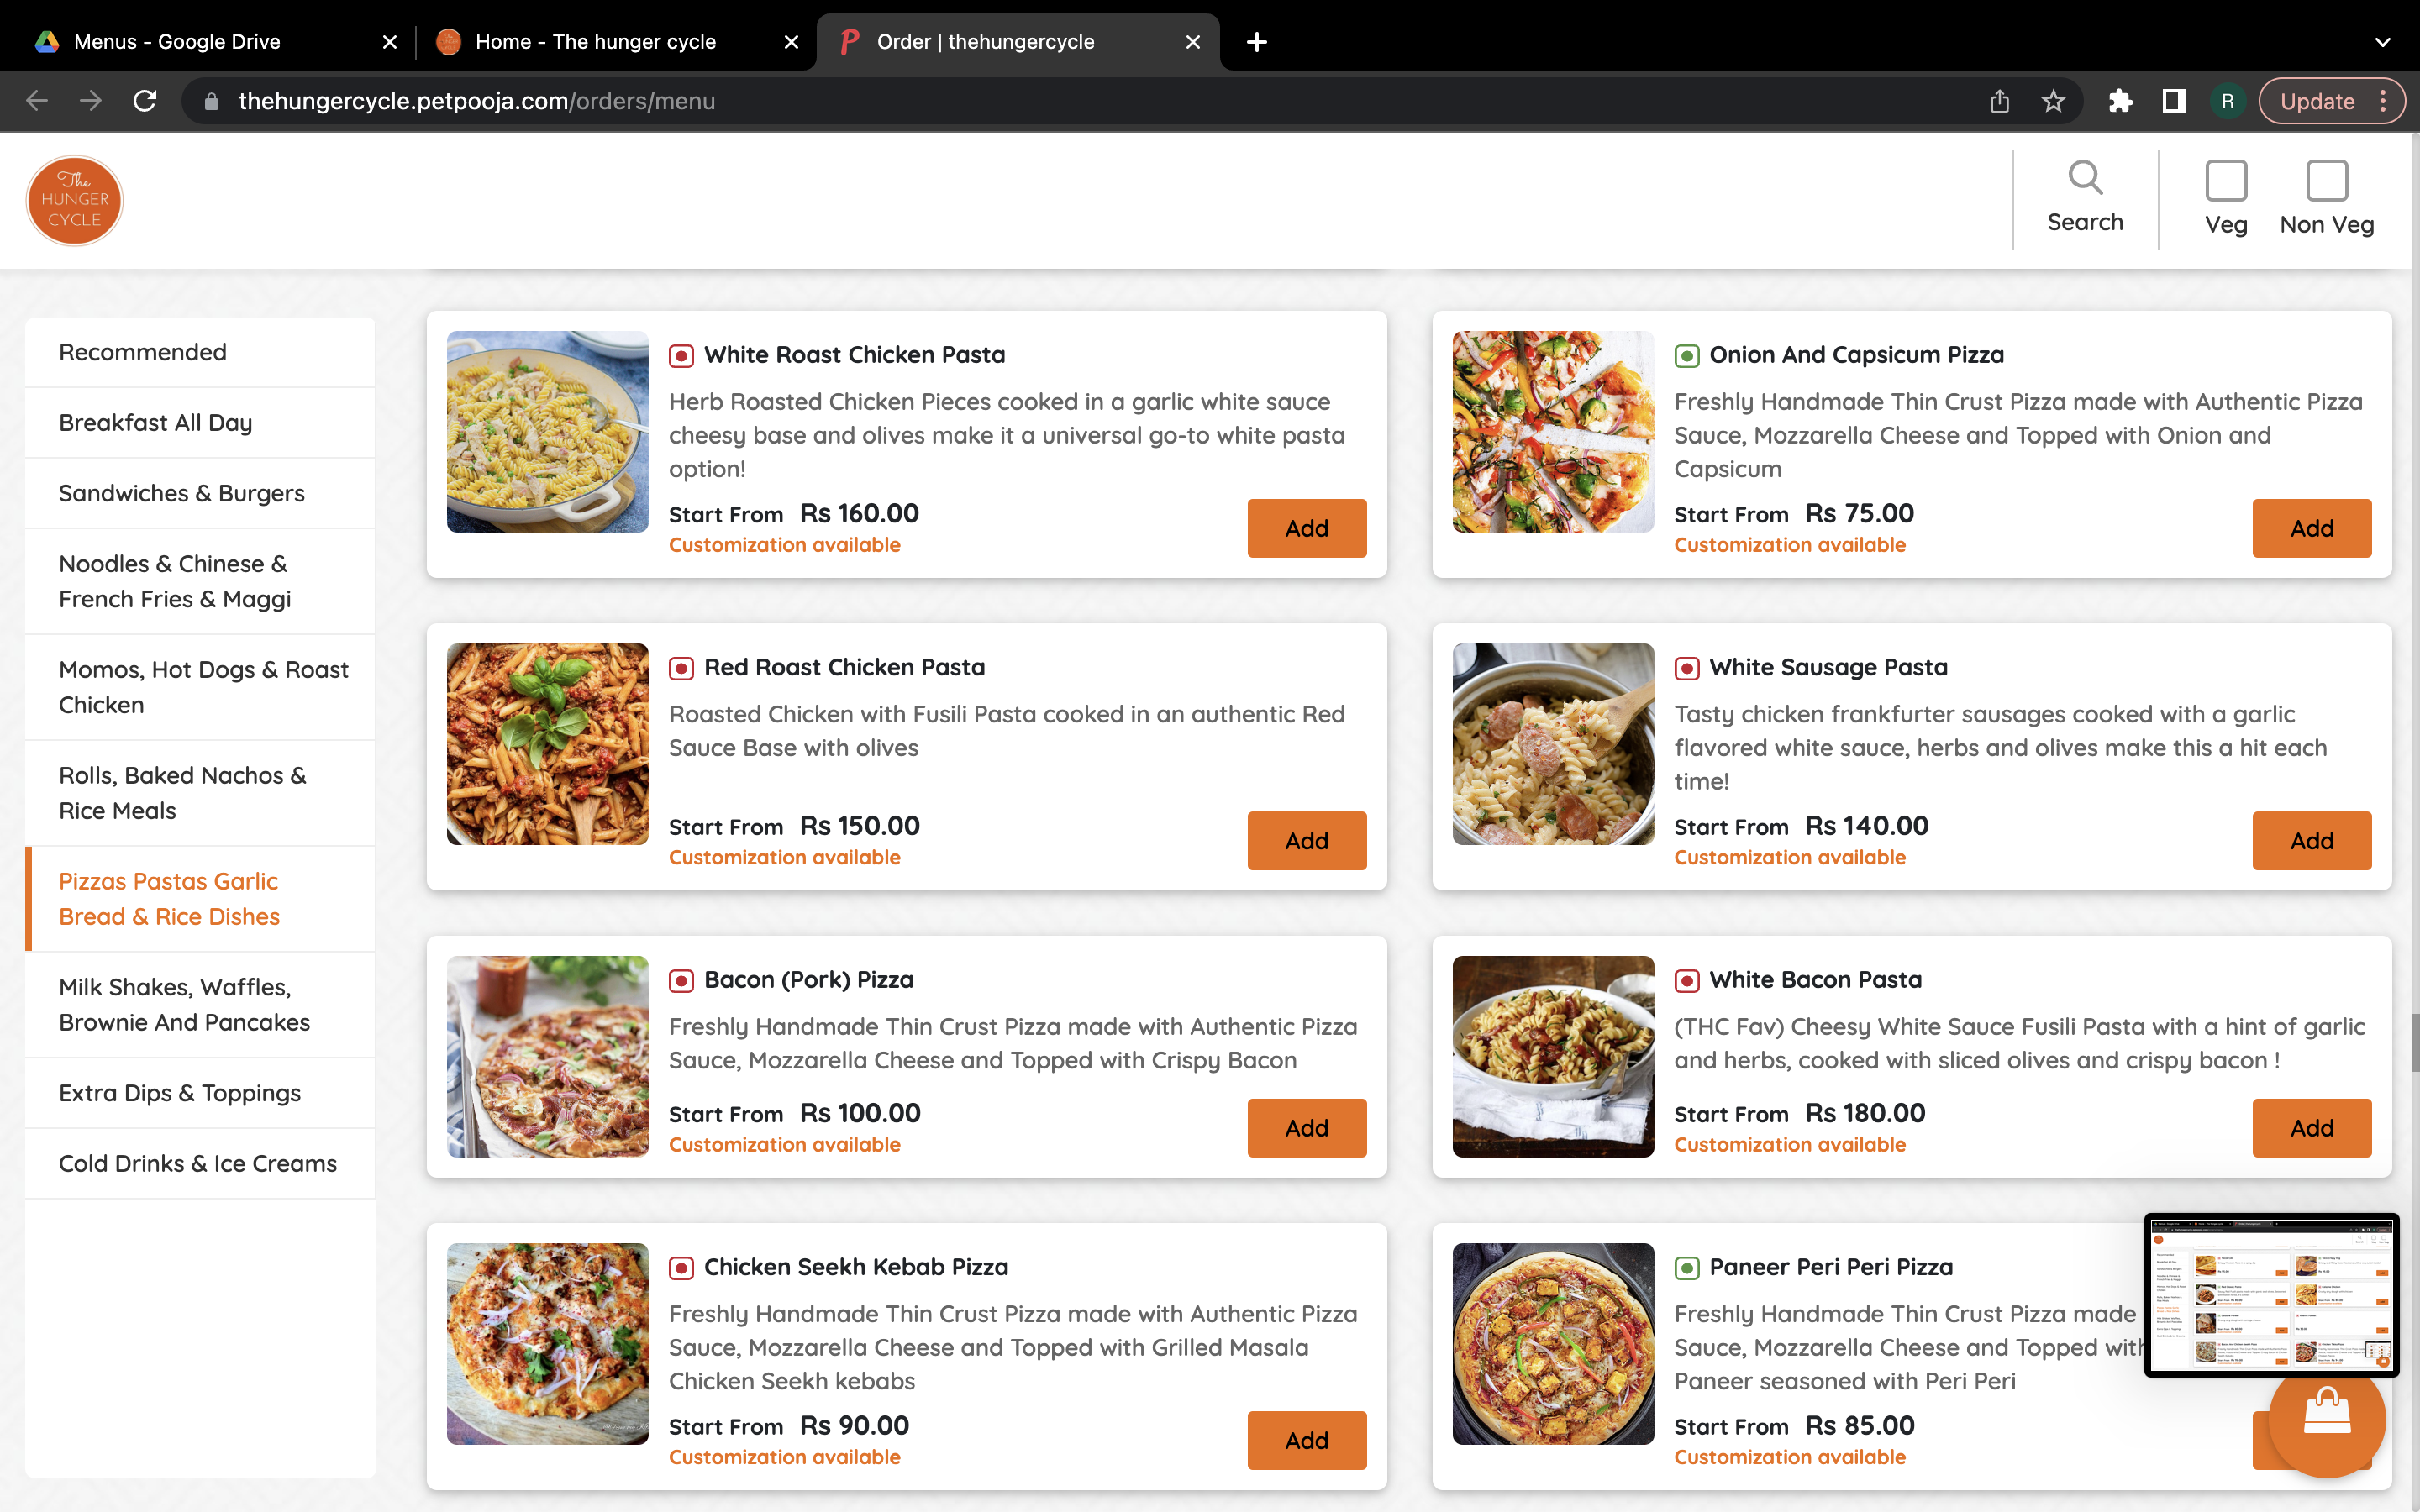 Menus - Google Drive
Home - The hunger cycle
Order | thehungercycle
thehungercycle.petpooja.com/orders/menu
R
Update
The
HUNGER
CYCLE
Search
Veg
Non Veg
Recommended
Breakfast All Day
Sandwiches & Burgers
Noodles & Chinese &
French Fries & Maggi
Momos, Hot Dogs & Roast
Chicken
Rolls, Baked Nachos &
Rice Meals
Pizzas Pastas Garlic
Bread & Rice Dishes
Milk Shakes, Waffles,
Brownie And Pancakes
Extra Dips & Toppings
Cold Drinks & Ice Creams
White Roast Chicken Pasta
Herb Roasted Chicken Pieces cooked in a garlic white sauce
cheesy base and olives make it a universal go-to white pasta
option!
Start From Rs 160.00
Customization available
Add
Onion And Capsicum Pizza
Freshly Handmade Thin Crust Pizza made with Authentic Pizza
Sauce, Mozzarella Cheese and Topped with Onion and
Capsicum
Start From Rs 75.00
Customization available
Add
Red Roast Chicken Pasta
Roasted Chicken with Fusili Pasta cooked in an authentic Red
Sauce Base with olives
Start From Rs 150.00
Customization available
Add
White Sausage Pasta
Tasty chicken frankfurter sausages cooked with a garlic
flavored white sauce, herbs and olives make this a hit each
time!
Start From Rs 140.00
Customization available
Add
Bacon (Pork) Pizza
Freshly Handmade Thin Crust Pizza made with Authentic Pizza
Sauce, Mozzarella Cheese and Topped with Crispy Bacon
Start From Rs 100.00
Customization available
Add
White Bacon Pasta
(THC Fav) Cheesy White Sauce Fusili Pasta with a hint of garlic
and herbs, cooked with sliced olives and crispy bacon !
Start From Rs 180.00
Customization available
Add
Chicken Seekh Kebab Pizza
Freshly Handmade Thin Crust Pizza made with Authentic Pizza
Sauce, Mozzarella Cheese and Topped with Grilled Masala
Chicken Seekh kebabs
Start From Rs 90.00
Customization available
Add
Paneer Peri Peri Pizza
Freshly Handmade Thin Crust Pizza made
Sauce, Mozzarella Cheese and Topped with
Paneer seasoned with Peri Peri
Start From Rs 85.00
Customization available